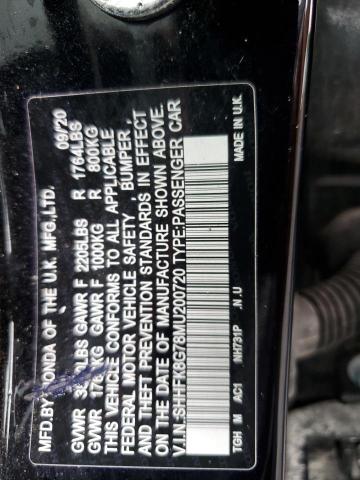 MFD.BY HONDA OF THE U.K. MFG.,LTD. 09/20
GVWR LBS GAWR F 2205LBS R 1764LBS
GVWR KG GAWR F 1000KG R 800KG
THIS VEHICLE CONFORMS TO ALL APPLICABLE
FEDERAL MOTOR VEHICLE SAFETY , BUMPER ,
AND THEFT PREVENTION STANDARDS IN EFFECT
ON THE DATE OF MANUFACTURE SHOWN ABOVE.
V.I.N.:SHHFK8G78MU200720 TYPE:PASSENGER CAR
TGH M AC1 NH731P .N.U MADE IN U.K.